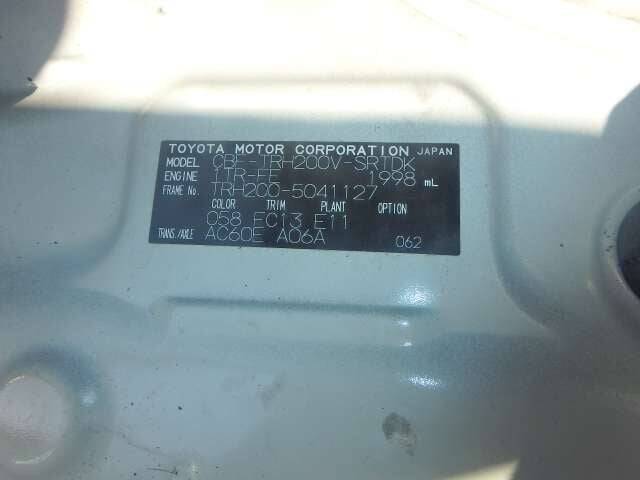 TOYOTA MOTOR CORPORATION JAPAN
MODEL CBF-TRH200V-SRTDK
ENGINE 1TR-FE 1998 mL
FRAME No. TRH200-5041127
COLOR TRIM PLANT OPTION
058 FC13 E11
TRANS./AXLE AC60E A06A 062